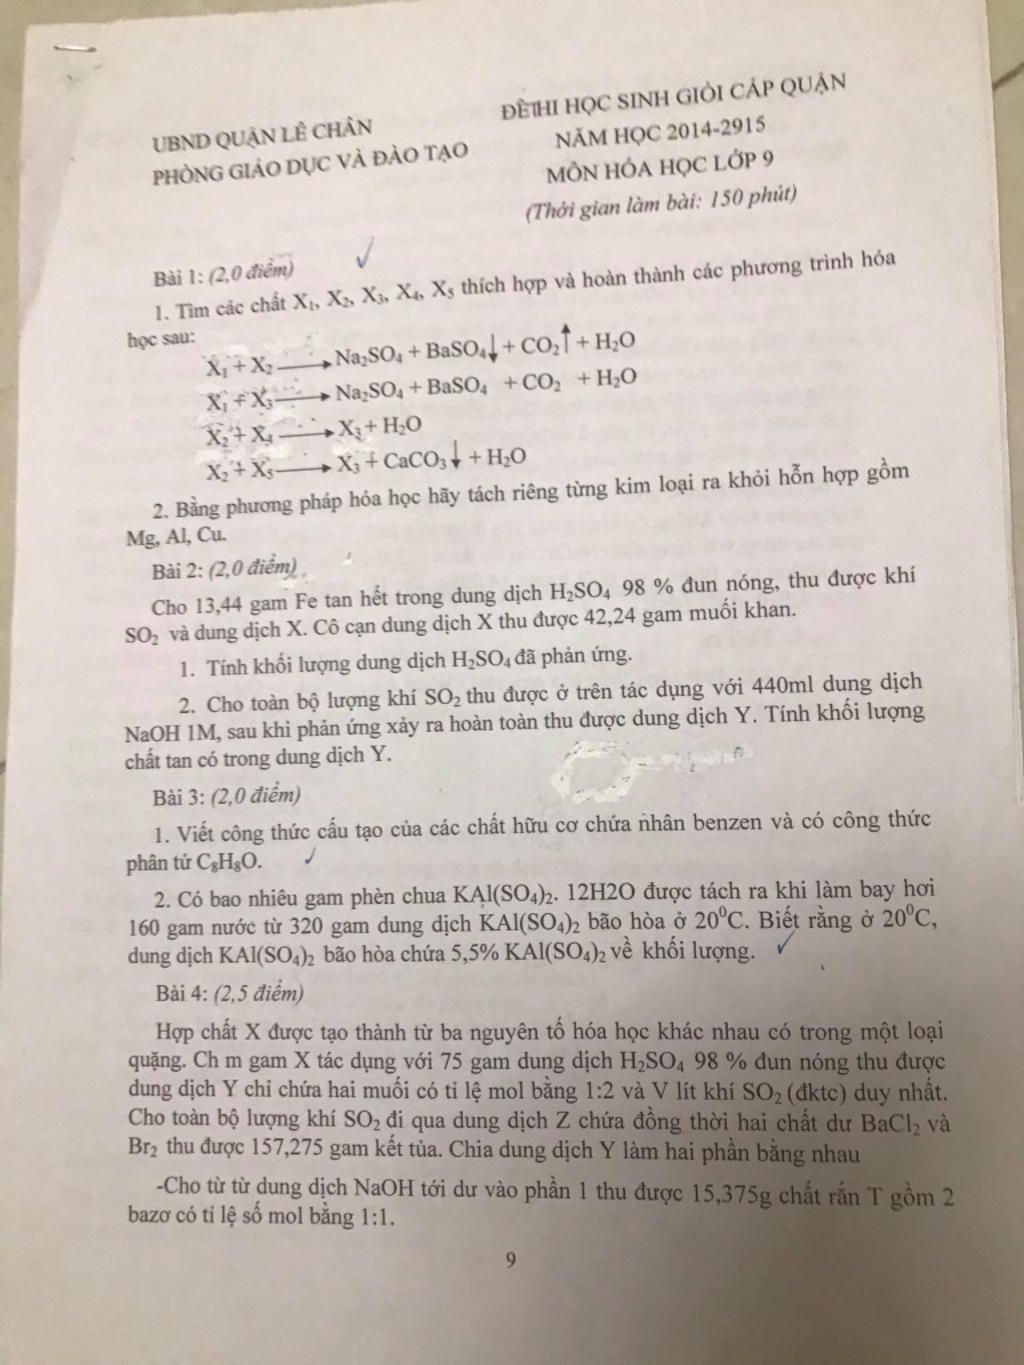 UBND QUẬN LÊ CHÂN
PHÒNG GIÁO DỤC VÀ ĐÀO TẠO
ĐỀ THI HỌC SINH GIỎI CẤP QUẬN
NĂM HỌC 2014-2915
MÔN HÓA HỌC LỚP 9
(Thời gian làm bài: 150 phút)
Bài 1: (2,0 điểm)
1. Tìm các chất X₁, X₂, X₃, X₄, X₅ thích hợp và hoàn thành các phương trình hóa
học sau:
X₁ + X₂ ⟶ Na₂SO₄ + BaSO₄↓ + CO₂↑ + H₂O
X₁ + X₃ ⟶ Na₂SO₄ + BaSO₄ + CO₂ + H₂O
X₂ + X₄ ⟶ X₃ + H₂O
X₂ + X₅ ⟶ X₃ + CaCO₃↓ + H₂O
2. Bằng phương pháp hóa học hãy tách riêng từng kim loại ra khỏi hỗn hợp gồm
Mg, Al, Cu.
Bài 2: (2,0 điểm)
Cho 13,44 gam Fe tan hết trong dung dịch H₂SO₄ 98 % đun nóng, thu được khí
SO₂ và dung dịch X. Cô cạn dung dịch X thu được 42,24 gam muối khan.
1. Tính khối lượng dung dịch H₂SO₄ đã phản ứng.
2. Cho toàn bộ lượng khí SO₂ thu được ở trên tác dụng với 440ml dung dịch
NaOH 1M, sau khi phản ứng xảy ra hoàn toàn thu được dung dịch Y. Tính khối lượng
chất tan có trong dung dịch Y.
Bài 3: (2,0 điểm)
1. Viết công thức cấu tạo của các chất hữu cơ chứa nhân benzen và có công thức
phân tử C₈H₈O.
2. Có bao nhiêu gam phèn chua KAl(SO₄)₂. 12H2O được tách ra khi làm bay hơi
160 gam nước từ 320 gam dung dịch KAl(SO₄)₂ bão hòa ở 20⁰C. Biết rằng ở 20⁰C,
dung dịch KAl(SO₄)₂ bão hòa chứa 5,5% KAl(SO₄)₂ về khối lượng.
Bài 4: (2,5 điểm)
Hợp chất X được tạo thành từ ba nguyên tố hóa học khác nhau có trong một loại
quặng. Ch m gam X tác dụng với 75 gam dung dịch H₂SO₄ 98 % đun nóng thu được
dung dịch Y chỉ chứa hai muối có tỉ lệ mol bằng 1:2 và V lít khí SO₂ (đktc) duy nhất.
Cho toàn bộ lượng khí SO₂ đi qua dung dịch Z chứa đồng thời hai chất dư BaCl₂ và
Br₂ thu được 157,275 gam kết tủa. Chia dung dịch Y làm hai phần bằng nhau
-Cho từ từ dung dịch NaOH tới dư vào phần 1 thu được 15,375g chất rắn T gồm 2
bazơ có tỉ lệ số mol bằng 1:1.
9